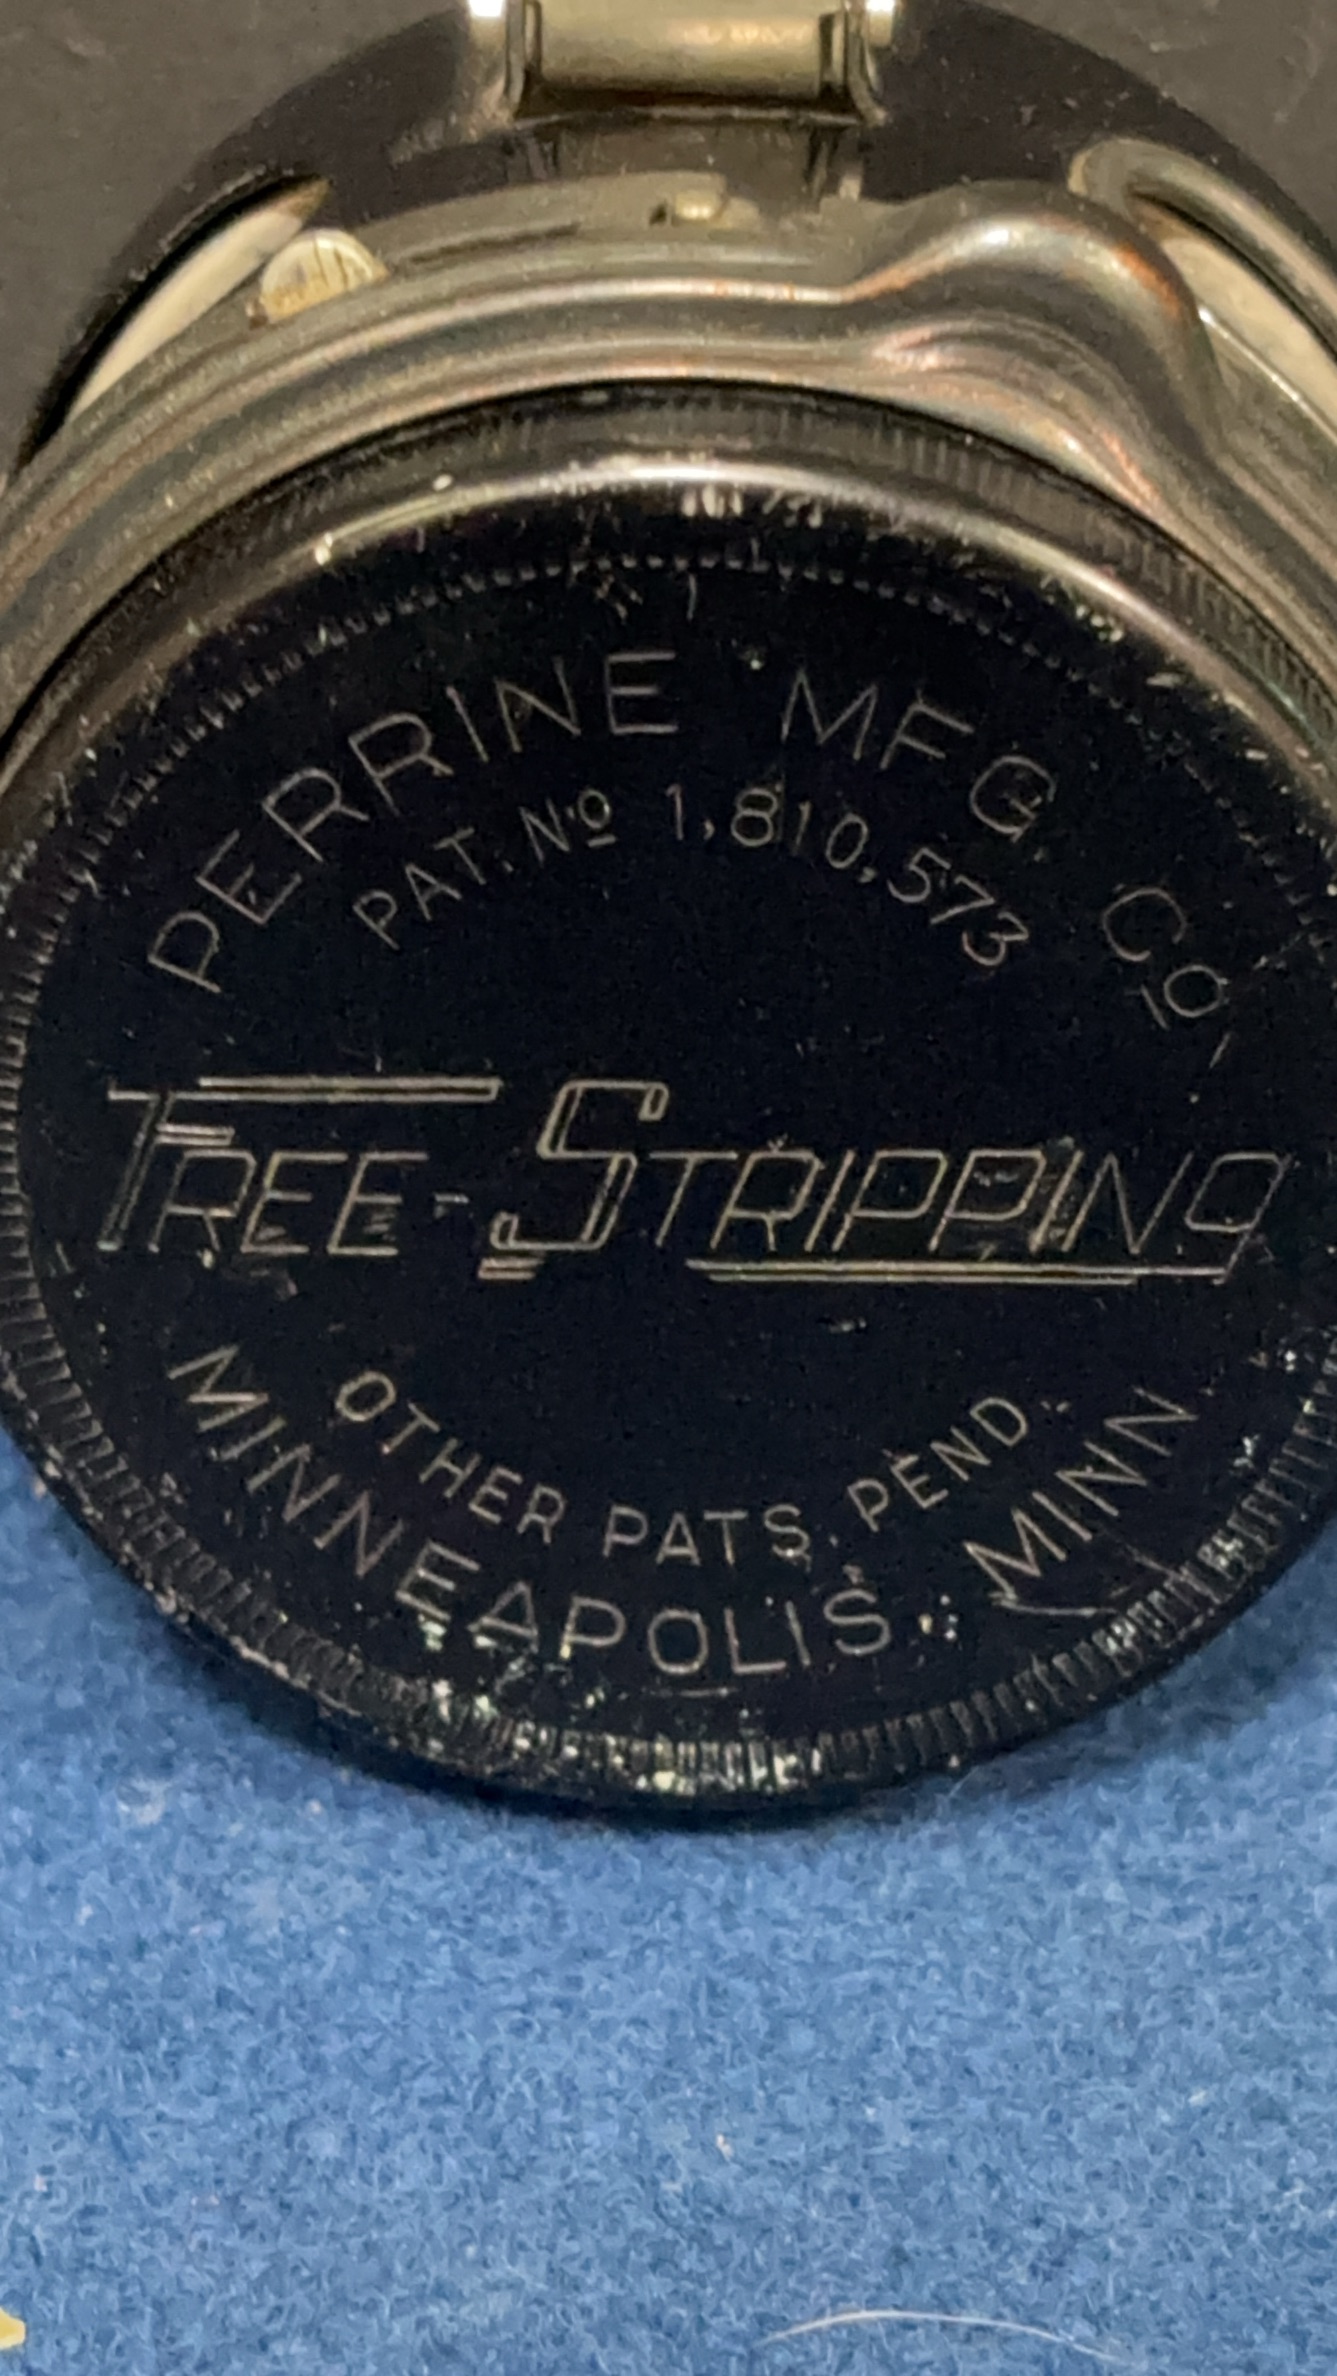 PERRINE MFG Co
PAT. No 1,810,573
FREE-STRIPPING
OTHER PATS. PEND.
MINNEAPOLIS, MINN